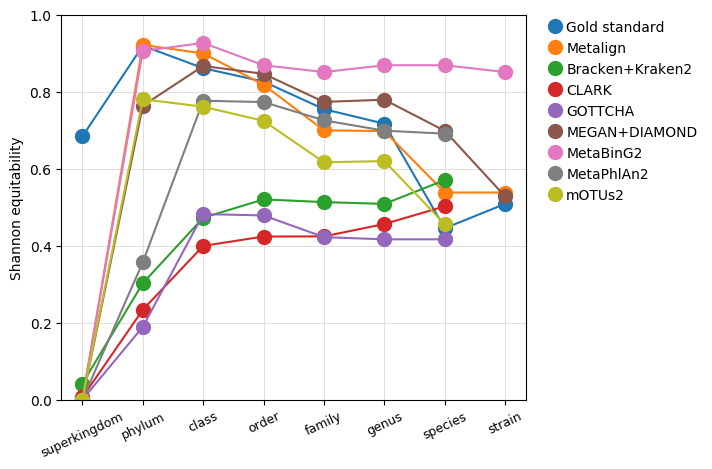 Shannon equitability
1.0
0.8
0.6
0.4
0.2
0.0
superkingdom
phylum
class
order
family
genus
species
strain
Gold standard
Metalign
Bracken+Kraken2
CLARK
GOTTCHA
MEGAN+DIAMOND
MetaBinG2
MetaPhlAn2
mOTUs2